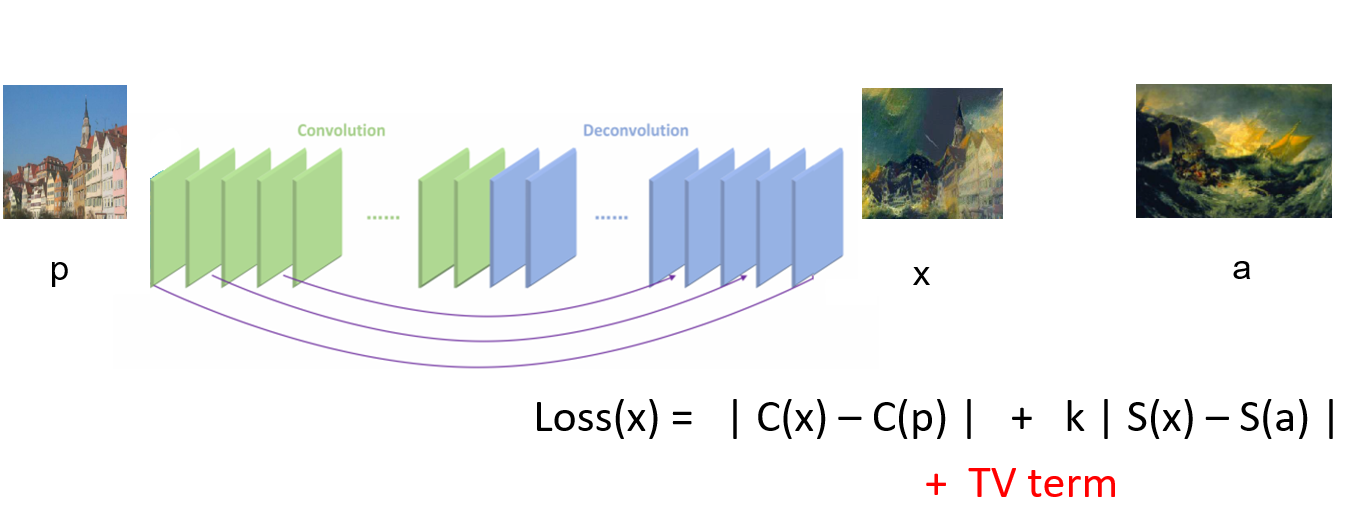 Convolution
Deconvolution
......
......
p
x
a
Loss(x) = | C(x) – C(p) | + k | S(x) – S(a) |
+ TV term